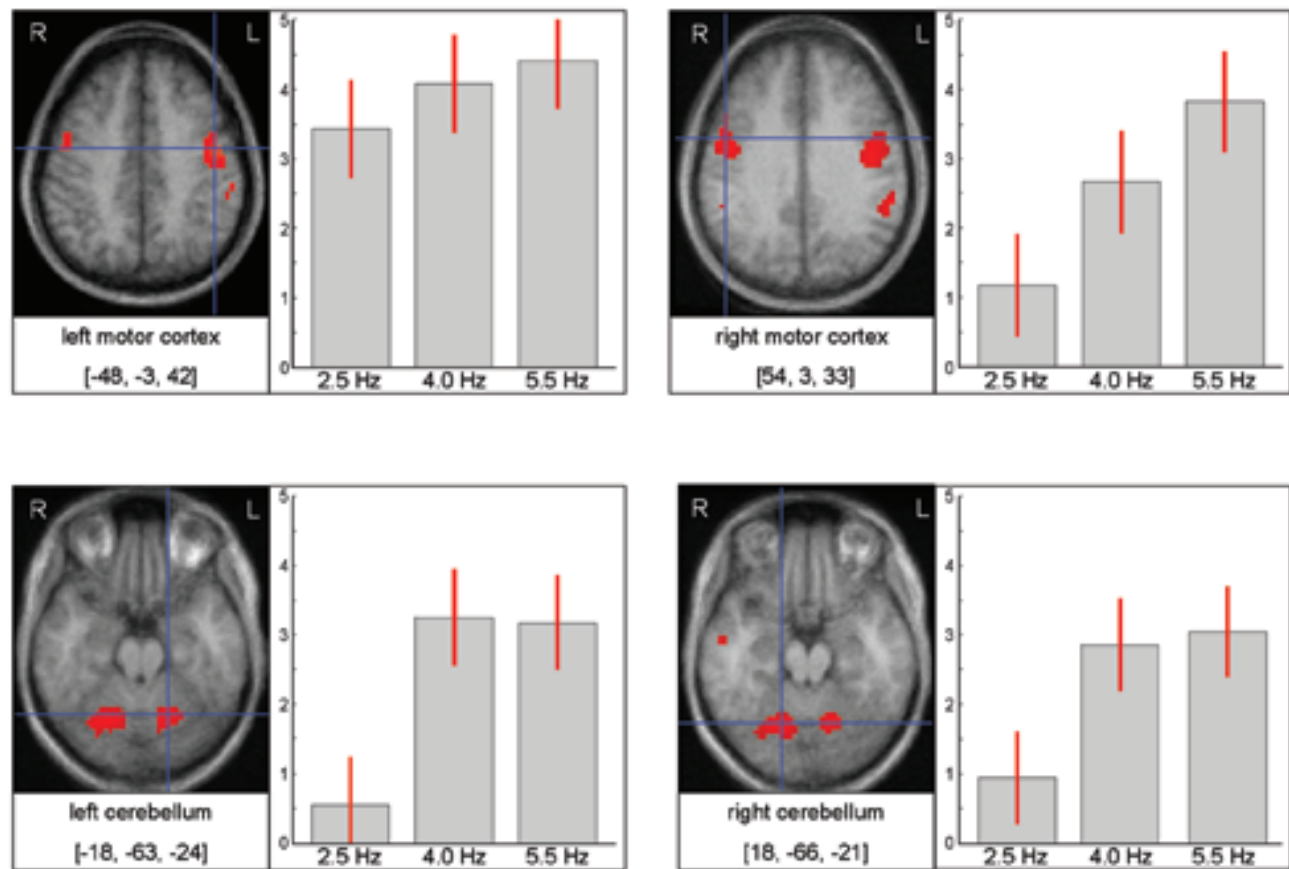 R L
5
4
3
2
1
0
2.5 Hz 4.0 Hz 5.5 Hz
left motor cortex
[-48, -3, 42]
R L
5
4
3
2
1
0
2.5 Hz 4.0 Hz 5.5 Hz
right motor cortex
[54, 3, 33]
R L
5
4
3
2
1
0
2.5 Hz 4.0 Hz 5.5 Hz
left cerebellum
[-18, -63, -24]
R L
5
4
3
2
1
0
2.5 Hz 4.0 Hz 5.5 Hz
right cerebellum
[18, -66, -21]